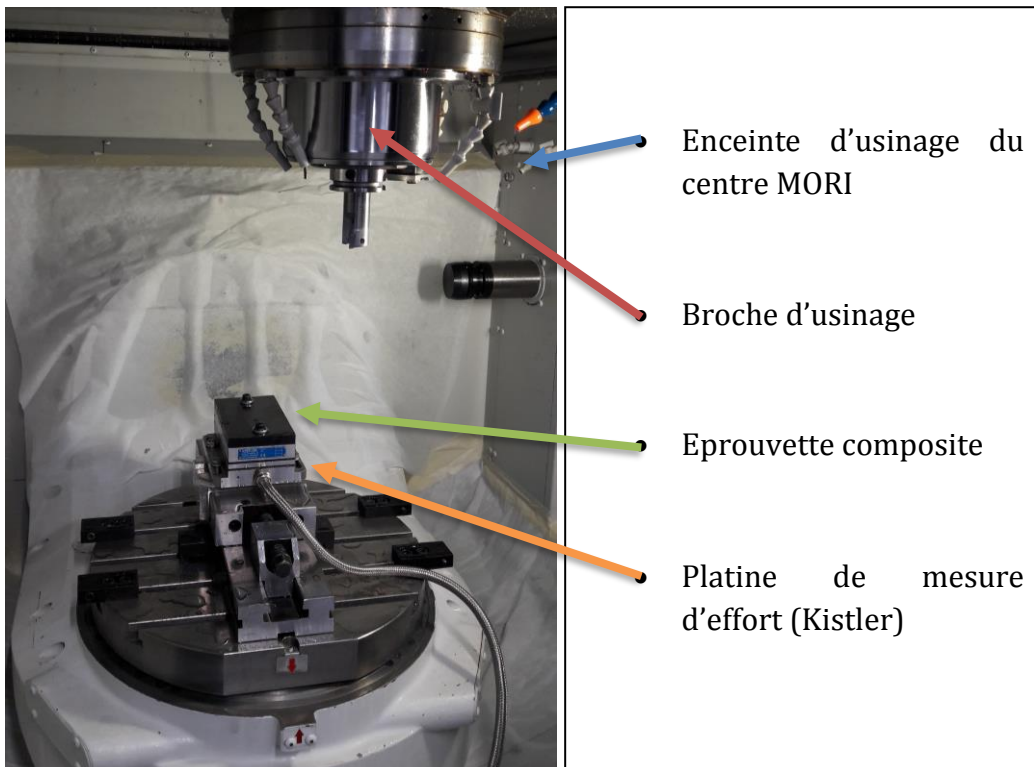 Enceinte d’usinage du
centre MORI
Broche d’usinage
Eprouvette composite
Platine de mesure
d’effort (Kistler)